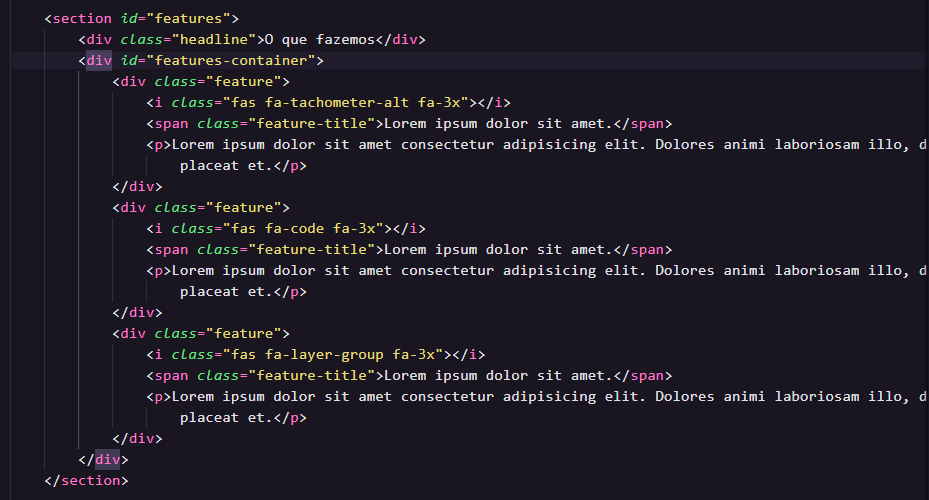 <section id="features">
<div class="headline">O que fazemos</div>
<div id="features-container">
<div class="feature">
<i class="fas fa-tachometer-alt fa-3x"></i>
<span class="feature-title">Lorem ipsum dolor sit amet.</span>
<p>Lorem ipsum dolor sit amet consectetur adipisicing elit. Dolores animi laboriosam illo, d
placeat et.</p>
</div>
<div class="feature">
<i class="fas fa-code fa-3x"></i>
<span class="feature-title">Lorem ipsum dolor sit amet.</span>
<p>Lorem ipsum dolor sit amet consectetur adipisicing elit. Dolores animi laboriosam illo, d
placeat et.</p>
</div>
<div class="feature">
<i class="fas fa-layer-group fa-3x"></i>
<span class="feature-title">Lorem ipsum dolor sit amet.</span>
<p>Lorem ipsum dolor sit amet consectetur adipisicing elit. Dolores animi laboriosam illo, d
placeat et.</p>
</div>
</div>
</section>